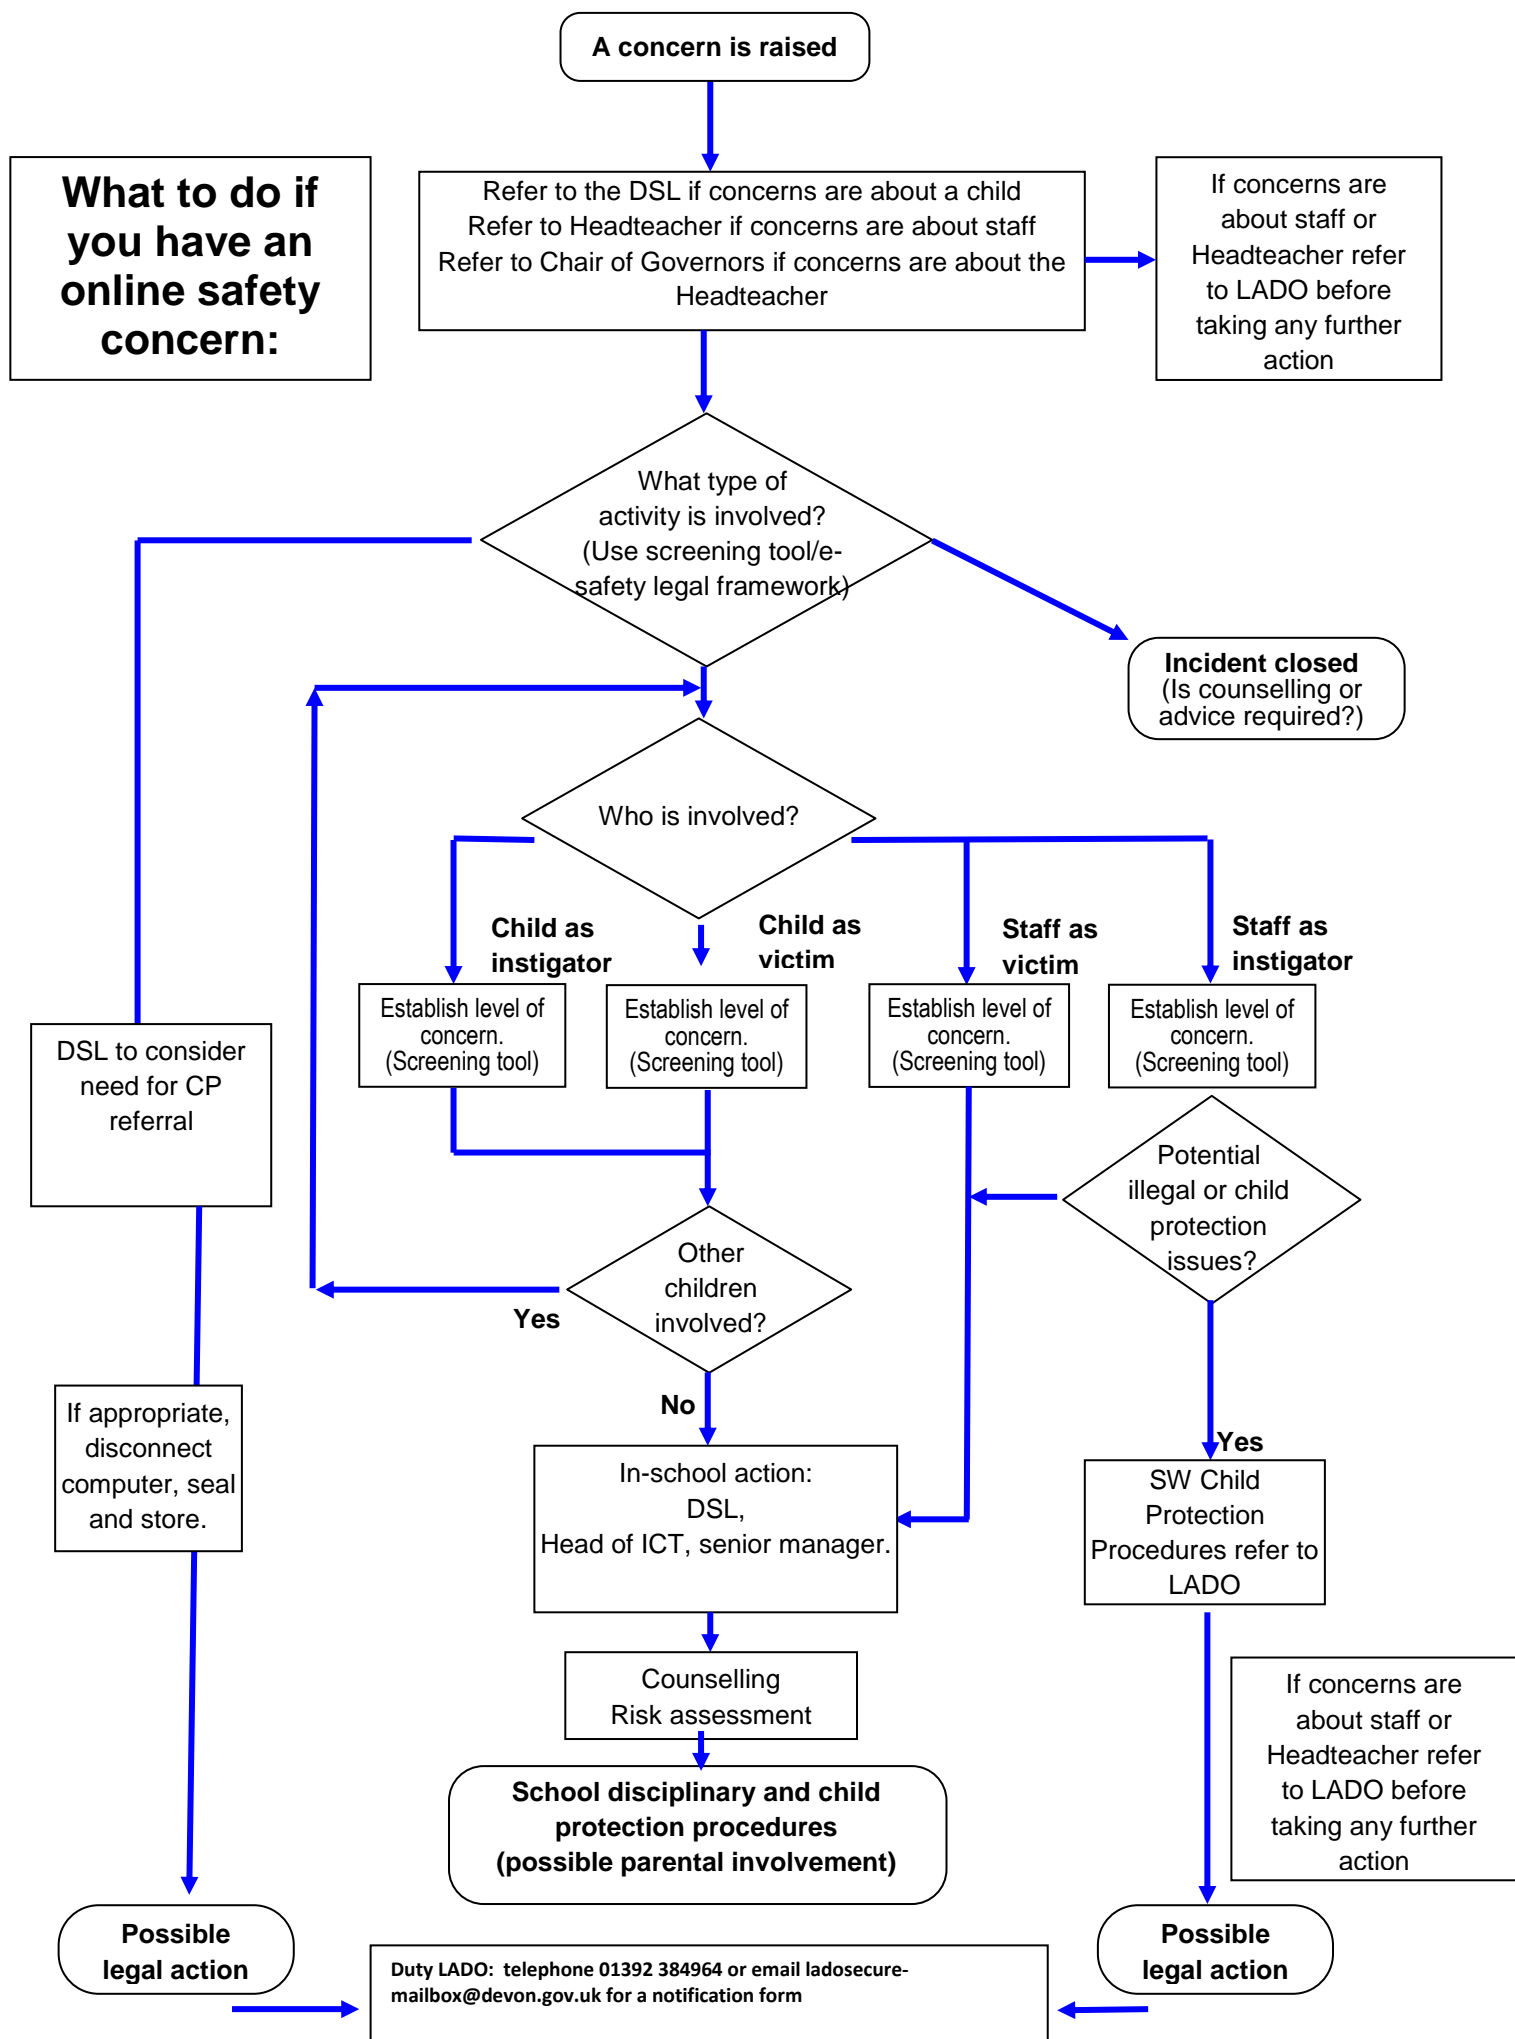 A concern is raised
What to do if
you have an
online safety
concern:
Refer to the DSL if concerns are about a child
Refer to Headteacher if concerns are about staff
Refer to Chair of Governors if concerns are about the
Headteacher
If concerns are
about staff or
Headteacher refer
to LADO before
taking any further
action
What type of
activity is involved?
(Use screening tool/e-
safety legal framework)
Incident closed
(Is counselling or
advice required?)
Who is involved?
Child as
instigator
Child as
victim
Staff as
victim
Staff as
instigator
Establish level of
concern.
(Screening tool)
Establish level of
concern.
(Screening tool)
Establish level of
concern.
(Screening tool)
Establish level of
concern.
(Screening tool)
DSL to consider
need for CP
referral
Potential
illegal or child
protection
issues?
Other
children
involved?
Yes
No
If appropriate,
disconnect
computer, seal
and store.
Yes
In-school action:
DSL,
Head of ICT, senior manager.
SW Child
Protection
Procedures refer to
LADO
Counselling
Risk assessment
If concerns are
about staff or
Headteacher refer
to LADO before
taking any further
action
School disciplinary and child
protection procedures
(possible parental involvement)
Possible
legal action
Possible
legal action
Duty LADO:  telephone 01392 384964 or email ladosecure-
mailbox@devon.gov.uk for a notification form